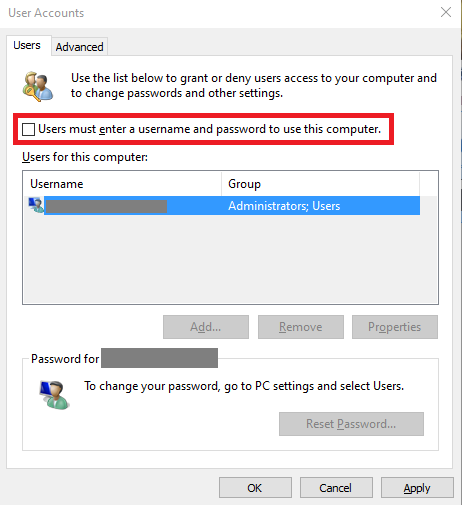 User Accounts
Users Advanced
Use the list below to grant or deny users access to your computer and
to change passwords and other settings.
Users must enter a username and password to use this computer.
Users for this computer:
Username Group
Administrators; Users
Add... Remove Properties
Password for
To change your password, go to PC settings and select Users.
Reset Password...
OK Cancel Apply